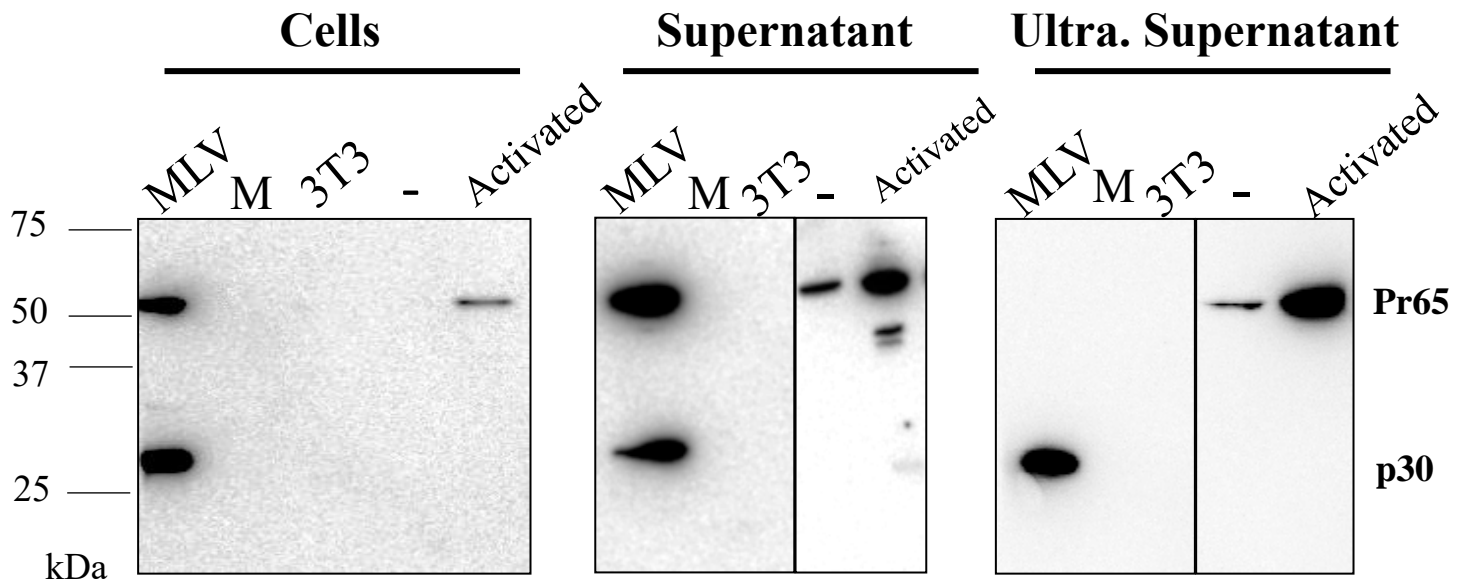 Cells Supernatant Ultra. Supernatant
MLV M 3T3 - Activated MLV M 3T3 - Activated MLV M 3T3 - Activated
75
50 Pr65
37
25 p30
kDa